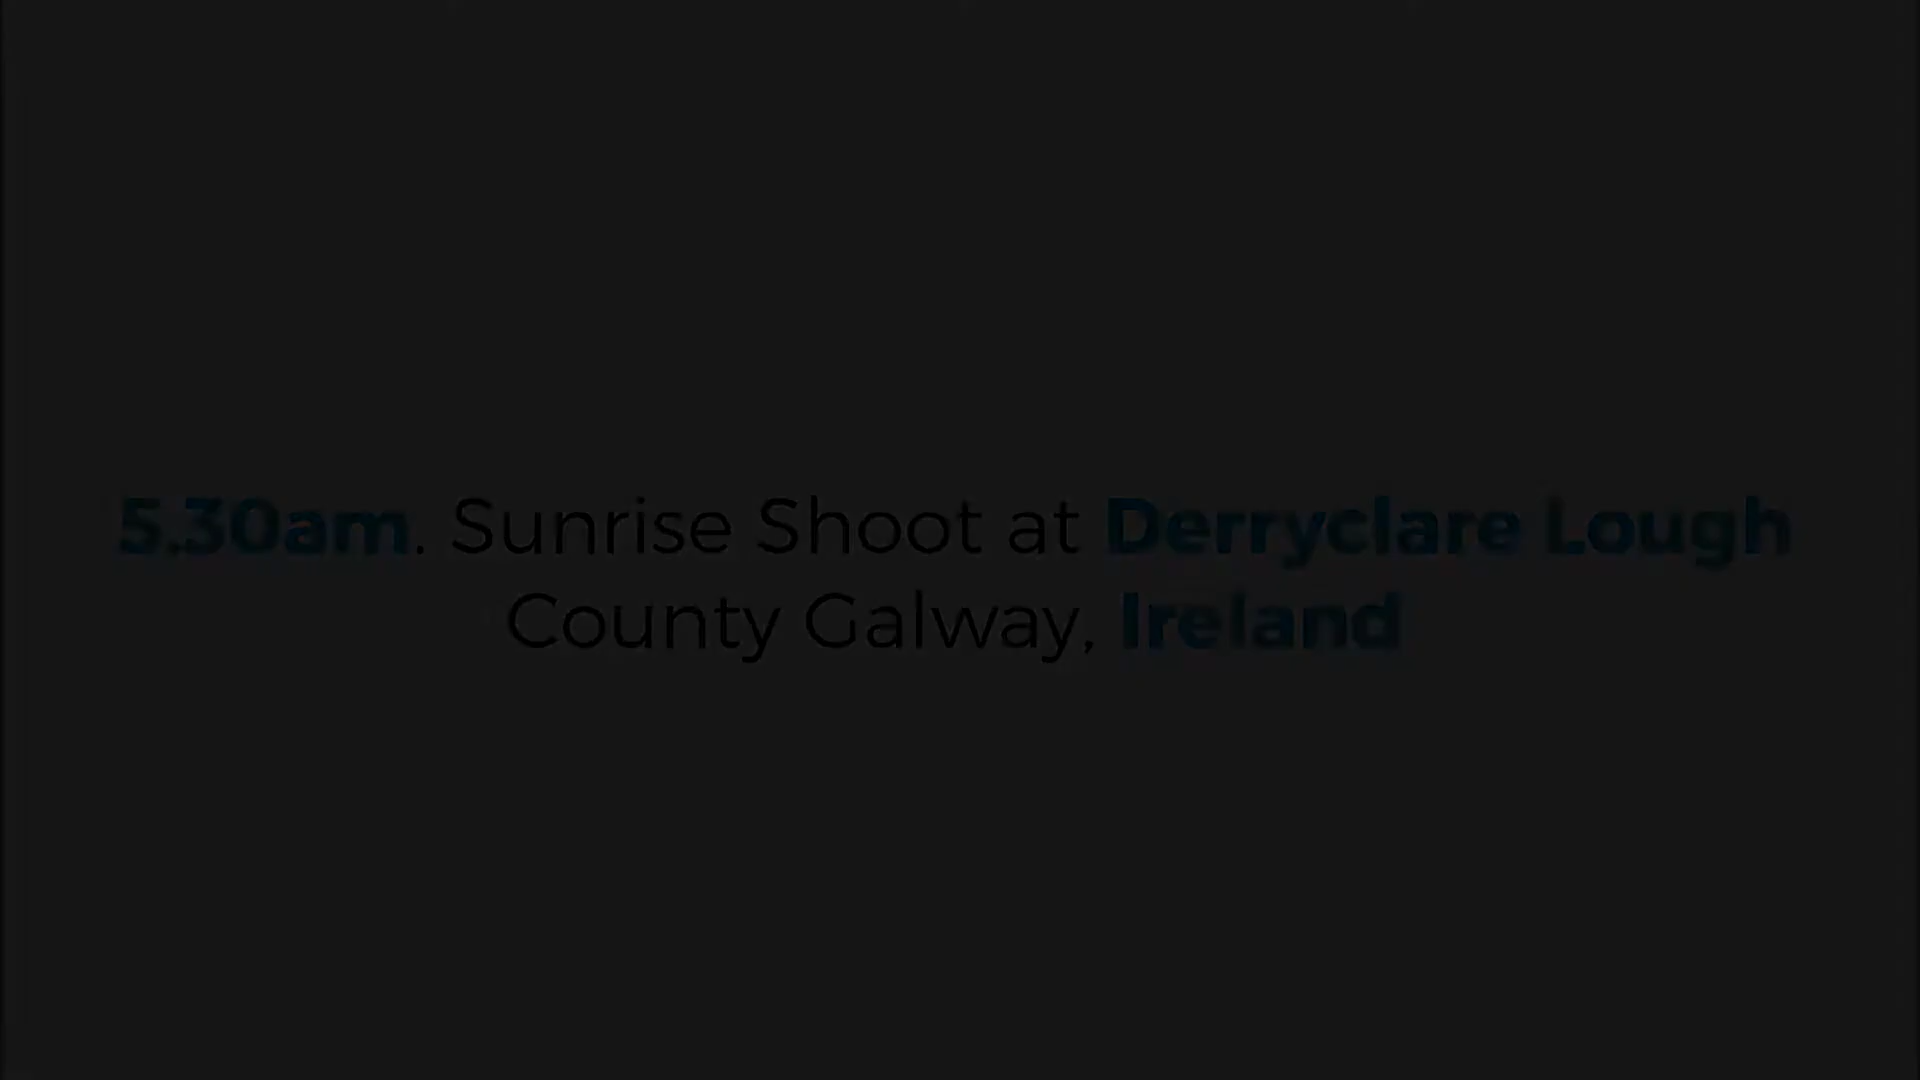 5.30am. Sunrise Shoot at Derryclare Lough
County Galway, Ireland